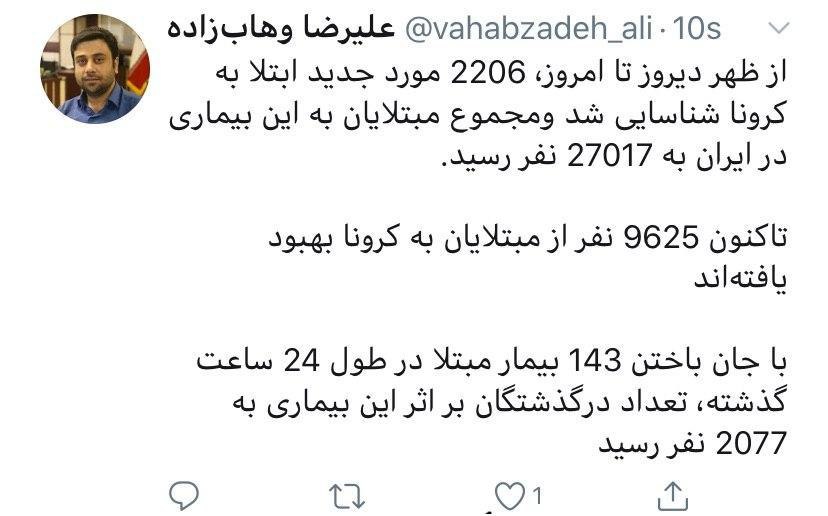 علیرضا وهاب‌زاده @vahabzadeh_ali · 10s
از ظهر دیروز تا امروز، 2206 مورد جدید ابتلا به
کرونا شناسایی شد ومجموع مبتلایان به این بیماری
در ایران به 27017 نفر رسید.
تاکنون 9625 نفر از مبتلایان به کرونا بهبود
یافته‌اند
با جان باختن 143 بیمار مبتلا در طول 24 ساعت
گذشته، تعداد درگذشتگان بر اثر این بیماری به
2077 نفر رسید
1